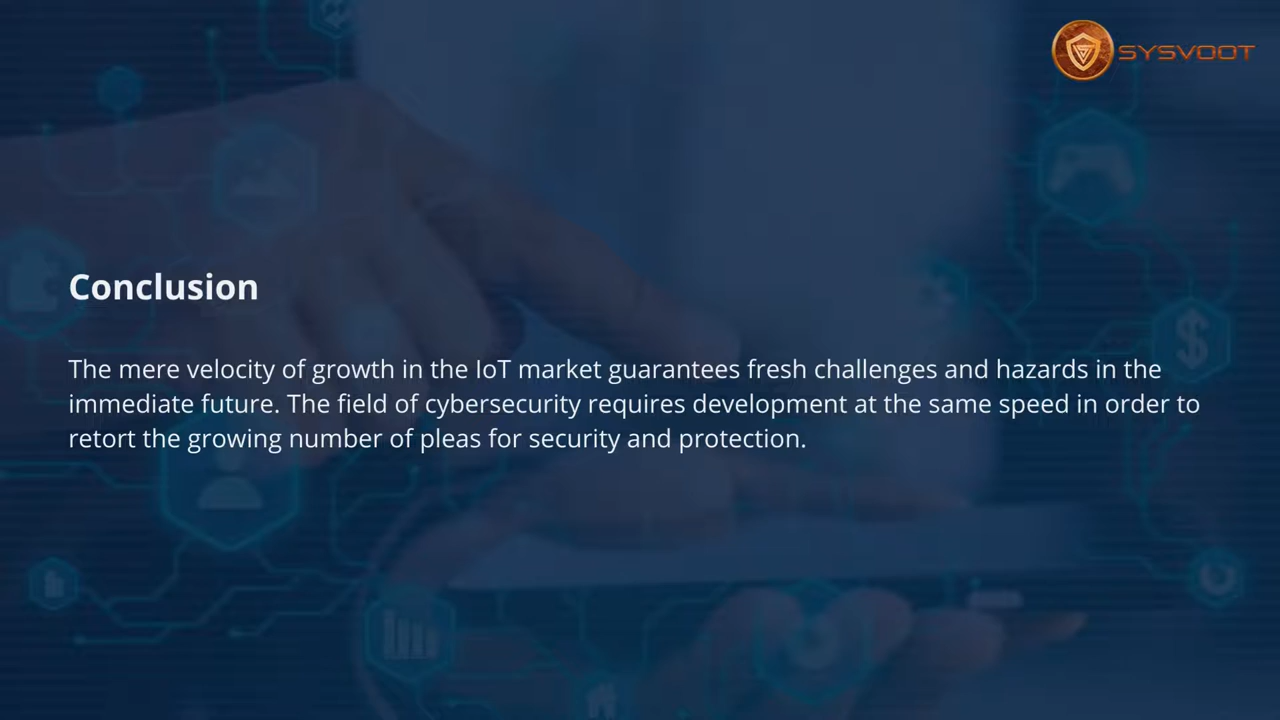 SYSVOOT
Conclusion
The mere velocity of growth in the IoT market guarantees fresh challenges and hazards in the
immediate future. The field of cybersecurity requires development at the same speed in order to
retort the growing number of pleas for security and protection.